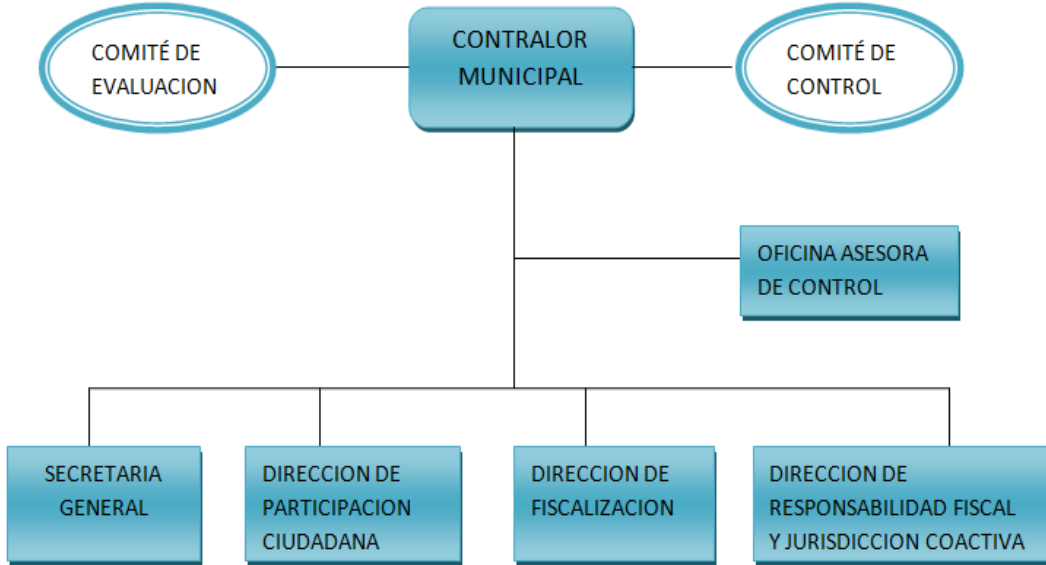 COMITÉ DE
EVALUACION
CONTRALOR
MUNICIPAL
COMITÉ DE
CONTROL
OFICINA ASESORA
DE CONTROL
SECRETARIA
GENERAL
DIRECCION DE
PARTICIPACION
CIUDADANA
DIRECCION DE
FISCALIZACION
DIRECCION DE
RESPONSABILIDAD FISCAL
Y JURISDICCION COACTIVA